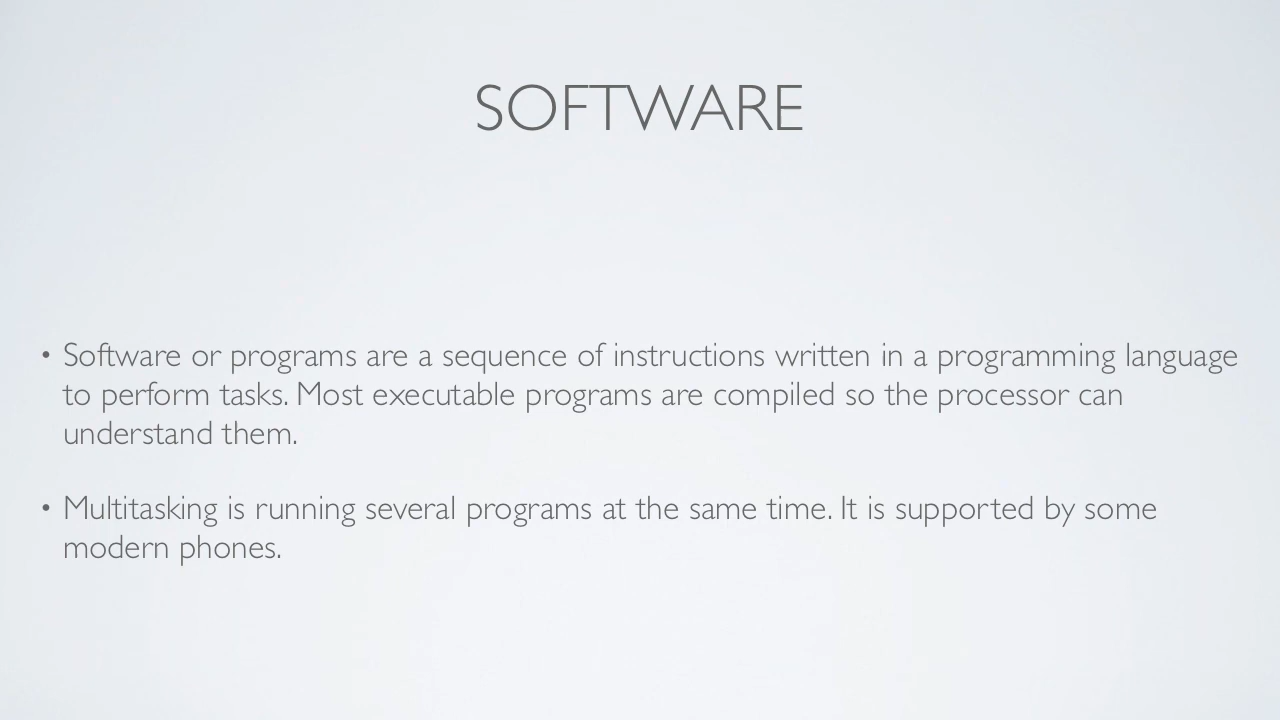 SOFTWARE
• Software or programs are a sequence of instructions written in a programming language
to perform tasks. Most executable programs are compiled so the processor can
understand them.
• Multitasking is running several programs at the same time. It is supported by some
modern phones.